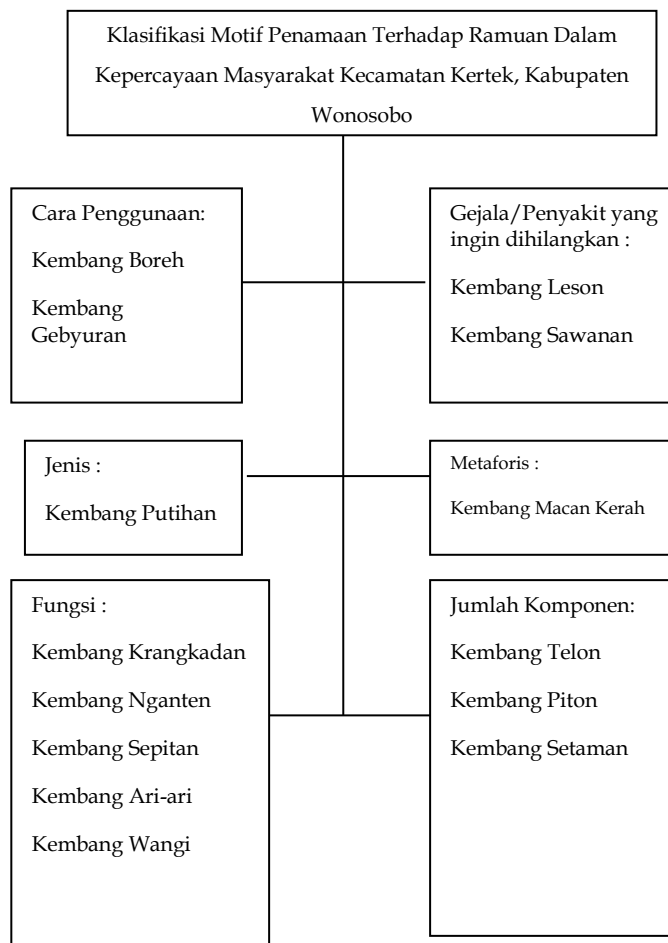 Klasifikasi Motif Penamaan Terhadap Ramuan Dalam
Kepercayaan Masyarakat Kecamatan Kertek, Kabupaten
Wonosobo
Cara Penggunaan:
Kembang Boreh
Kembang
Gebyuran
Gejala/Penyakit yang
ingin dihilangkan :
Kembang Leson
Kembang Sawanan
Jenis :
Kembang Putihan
Metaforis :
Kembang Macan Kerah
Fungsi :
Kembang Krangkadan
Kembang Nganten
Kembang Sepitan
Kembang Ari-ari
Kembang Wangi
Jumlah Komponen:
Kembang Telon
Kembang Piton
Kembang Setaman